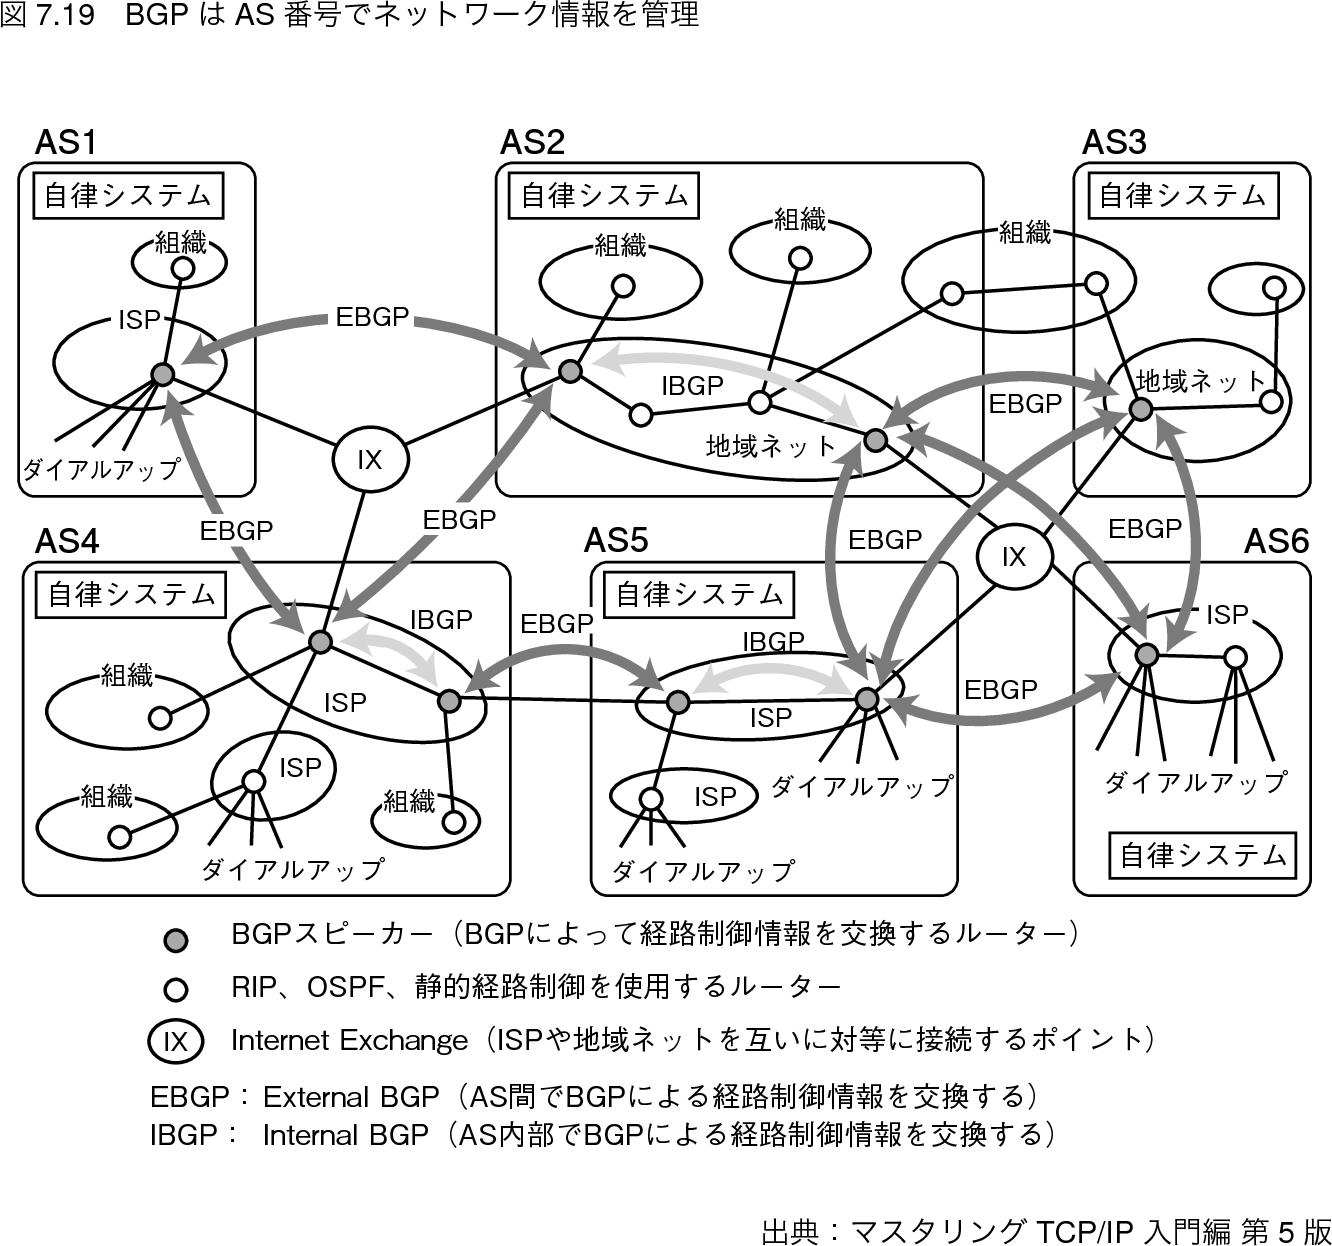 図 7.19　BGP は AS 番号でネットワーク情報を管理
AS1
自律システム
組織
ISP
ダイアルアップ
EBGP
IX
EBGP
EBGP
AS2
自律システム
組織
組織
組織
IBGP
地域ネット
AS3
自律システム
地域ネット
EBGP
EBGP
EBGP
IX
AS4
自律システム
IBGP
組織
ISP
ISP
組織
組織
ダイアルアップ
EBGP
AS5
自律システム
IBGP
ISP
ダイアルアップ
ISP
ダイアルアップ
EBGP
AS6
ISP
ダイアルアップ
自律システム
BGPスピーカー（BGPによって経路制御情報を交換するルーター）
RIP、OSPF、静的経路制御を使用するルーター
IX Internet Exchange（ISPや地域ネットを互いに対等に接続するポイント）
EBGP： External BGP（AS間でBGPによる経路制御情報を交換する）
IBGP： Internal BGP（AS内部でBGPによる経路制御情報を交換する）
出典：マスタリング TCP/IP 入門編 第 5 版